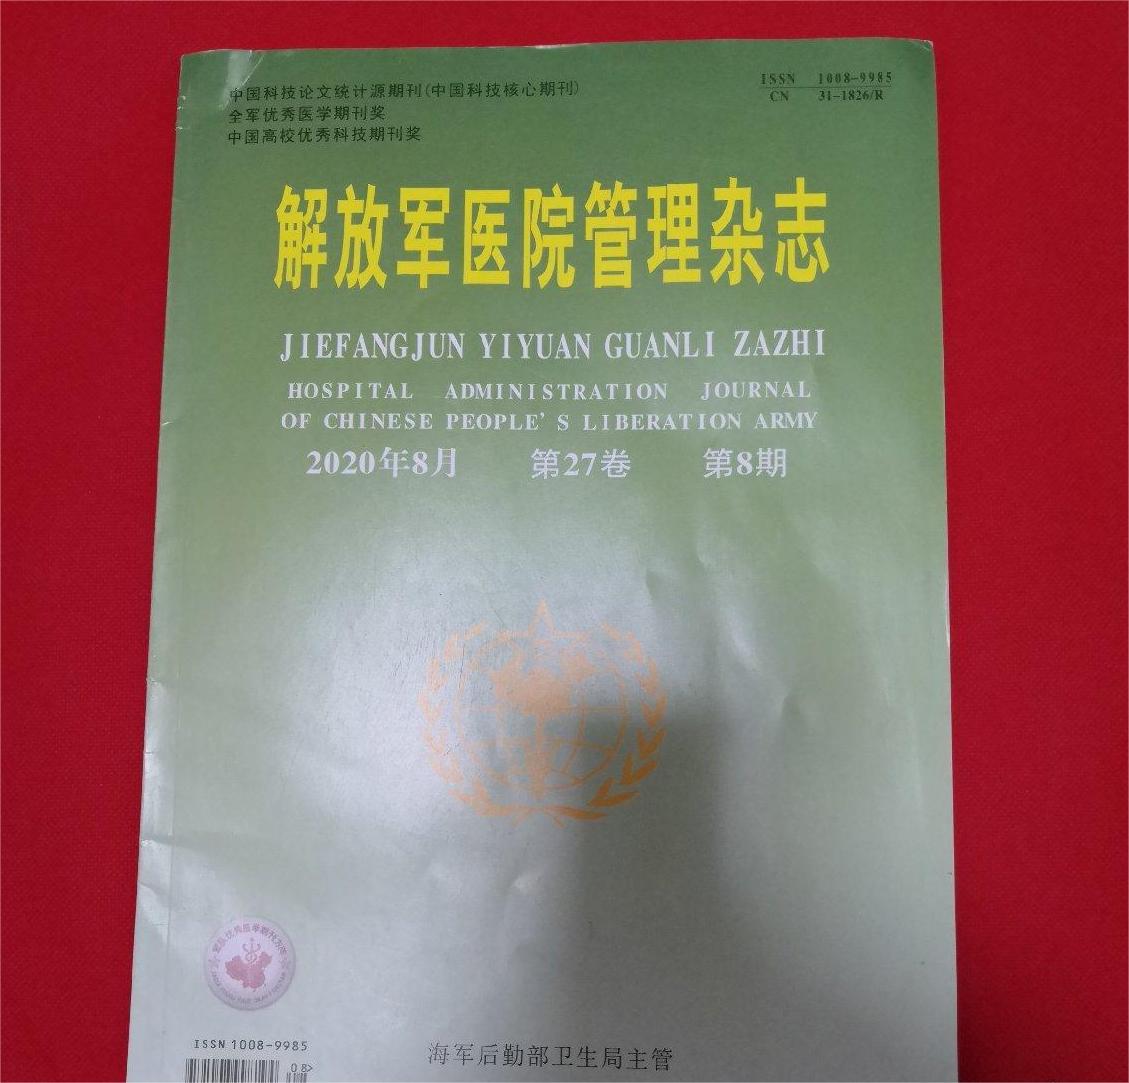 中国科技论文统计源期刊(中国科技核心期刊)
全军优秀医学期刊奖
中国高校优秀科技期刊奖
ISSN 1008-9985
CN 31-1826/R
解放军医院管理杂志
JIEFANGJUN YIYUAN GUANLI ZAZHI
HOSPITAL ADMINISTRATION JOURNAL
OF CHINESE PEOPLE'S LIBERATION ARMY
2020年8月 第27卷 第8期
ISSN 1008-9985
08>
海军后勤部卫生局主管